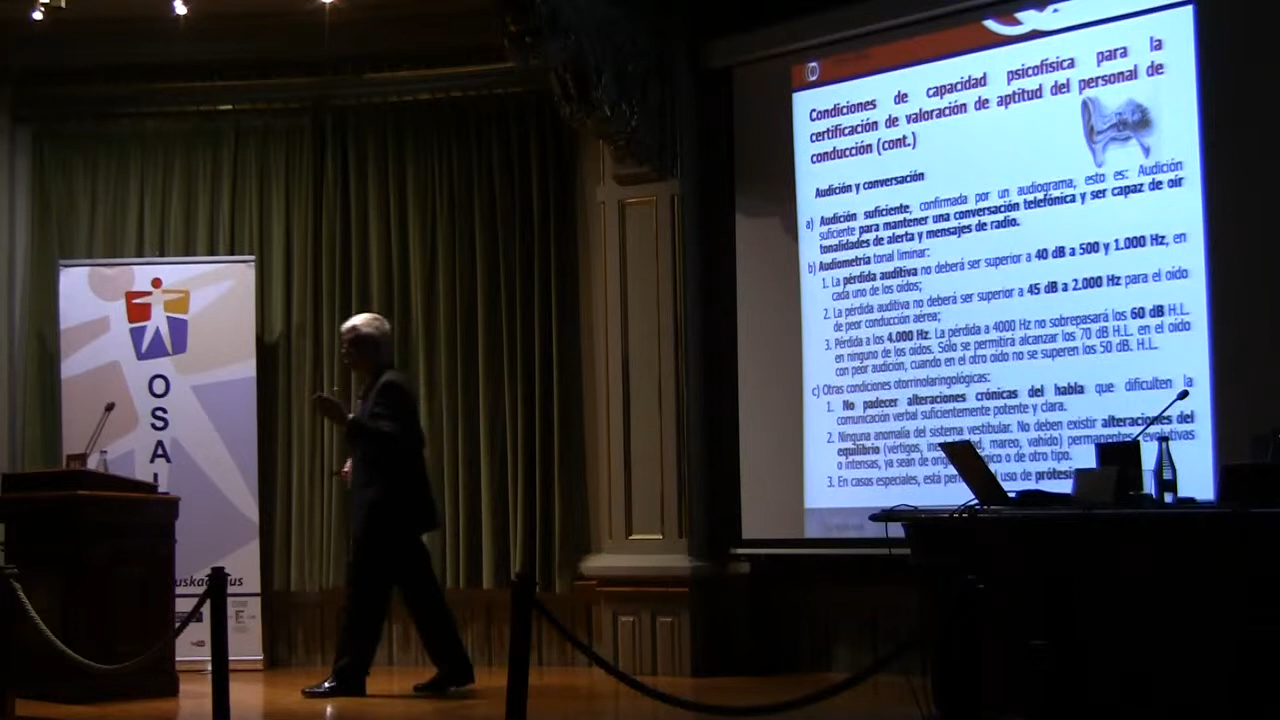 Condiciones de capacidad psicofísica para la
certificación de valoración de aptitud del personal de
conducción (cont.)
Audición y conversación
a) Audición suficiente, confirmada por un audiograma, esto es: Audición
suficiente para mantener una conversación telefónica y ser capaz de oír
tonalidades de alerta y mensajes de radio.
b) Audiometría tonal liminar:
1. La pérdida auditiva no deberá ser superior a 40 dB a 500 y 1.000 Hz, en
cada uno de los oídos;
2. La pérdida auditiva no deberá ser superior a 45 dB a 2.000 Hz para el oído
de peor conducción aérea;
3. Pérdida a los 4.000 Hz. La pérdida a 4000 Hz no sobrepasará los 60 dB H.L.
en ninguno de los oídos. Sólo se permitirá alcanzar los 70 dB H.L. en el oído
con peor audición, cuando en el otro oído no se superen los 50 dB. H.L.
c) Otras condiciones otorrinolaringológicas:
1. No padecer alteraciones crónicas del habla que dificulten la
comunicación verbal suficientemente potente y clara.
2. Ninguna anomalía del sistema vestibular. No deben existir alteraciones del
equilibrio (vértigos, mareo, vahído) permanentes, evolutivas
o intensas, ya sean de o de otro tipo.
3. En casos especiales, está uso de
OSA